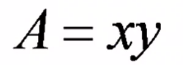 A = xy